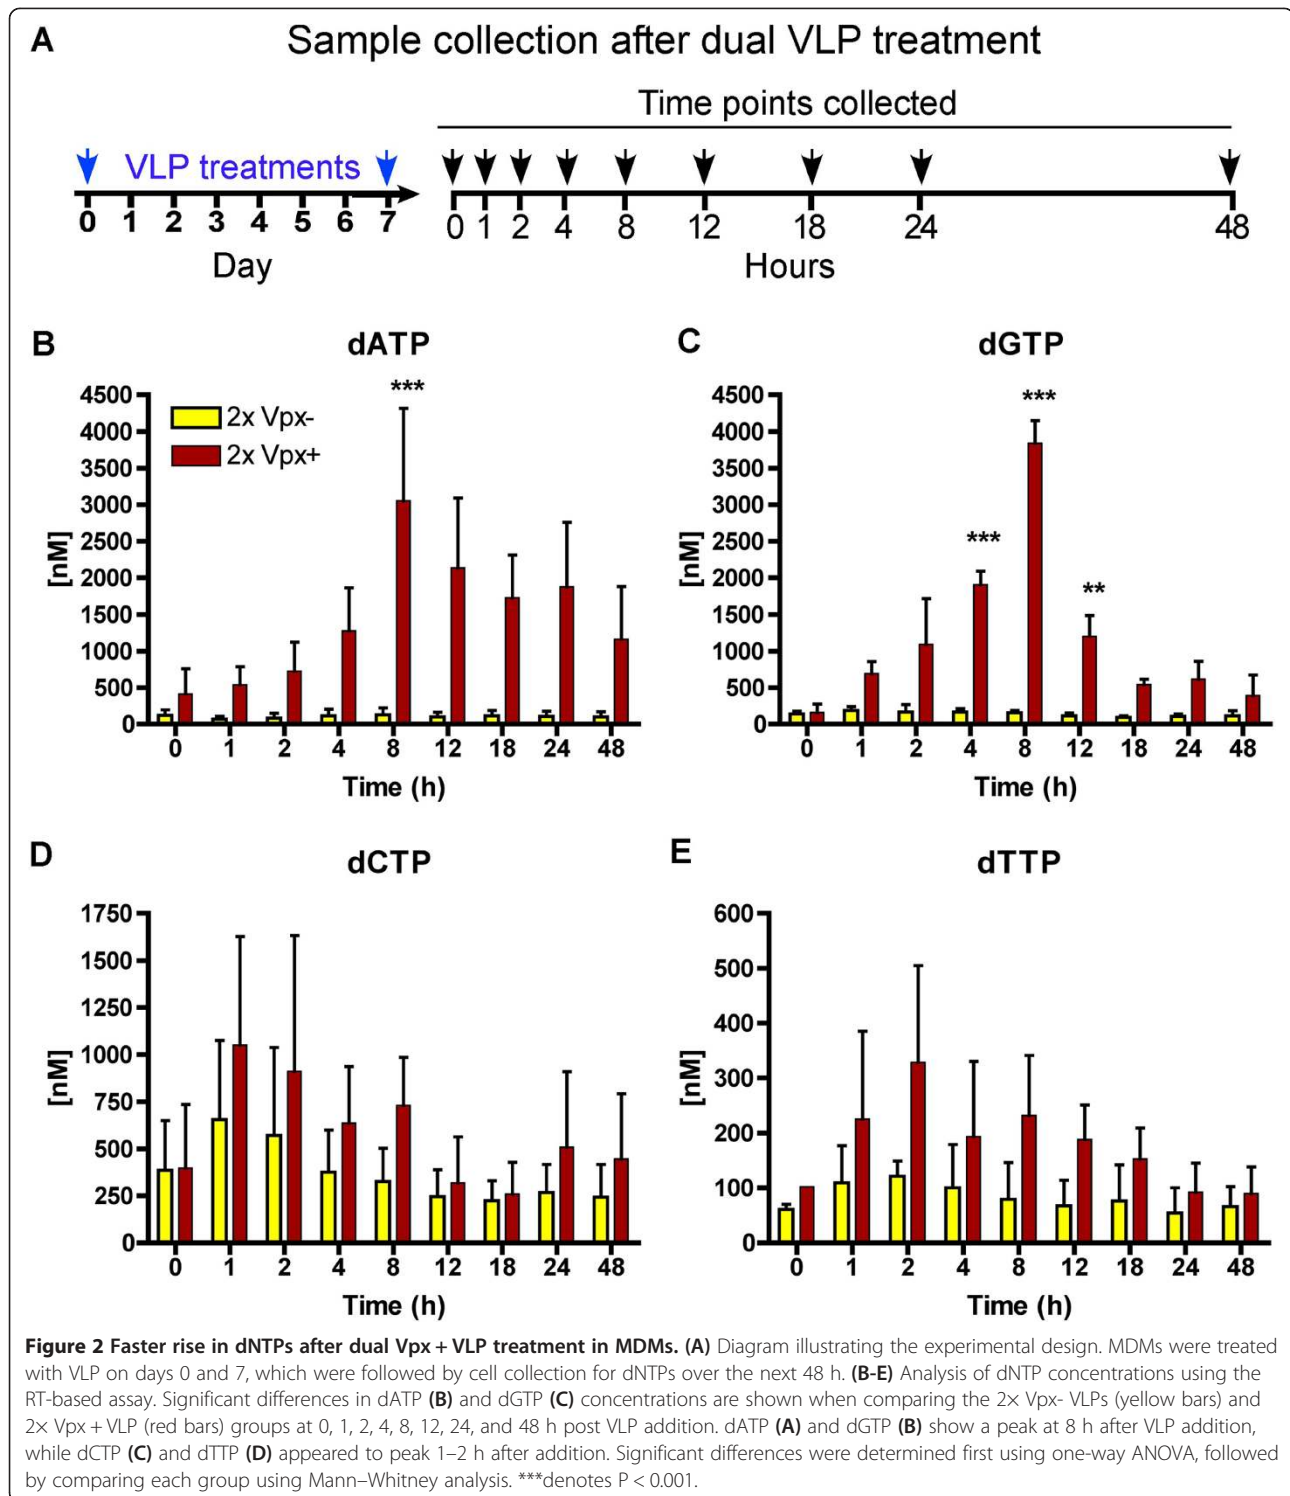 A
Sample collection after dual VLP treatment
Time points collected
VLP treatments
0 1 2 3 4 5 6 7
0 1 2 4 8 12 18 24 48
Day
Hours
B
dATP
4500
4000
3500
3000
2500
2000
1500
1000
500
0
[nM]
2x Vpx-
2x Vpx+
***
0 1 2 4 8 12 18 24 48
Time (h)
C
dGTP
4500
4000
3500
3000
2500
2000
1500
1000
500
0
[nM]
***
***
**
0 1 2 4 8 12 18 24 48
Time (h)
D
dCTP
1750
1500
1250
1000
750
500
250
0
[nM]
0 1 2 4 8 12 18 24 48
Time (h)
E
dTTP
600
500
400
300
200
100
0
[nM]
0 1 2 4 8 12 18 24 48
Time (h)
Figure 2 Faster rise in dNTPs after dual Vpx + VLP treatment in MDMs. (A) Diagram illustrating the experimental design. MDMs were treated
with VLP on days 0 and 7, which were followed by cell collection for dNTPs over the next 48 h. (B-E) Analysis of dNTP concentrations using the
RT-based assay. Significant differences in dATP (B) and dGTP (C) concentrations are shown when comparing the 2× Vpx- VLPs (yellow bars) and
2× Vpx + VLP (red bars) groups at 0, 1, 2, 4, 8, 12, 24, and 48 h post VLP addition. dATP (A) and dGTP (B) show a peak at 8 h after VLP addition,
while dCTP (C) and dTTP (D) appeared to peak 1–2 h after addition. Significant differences were determined first using one-way ANOVA, followed
by comparing each group using Mann–Whitney analysis. ***denotes P < 0.001.